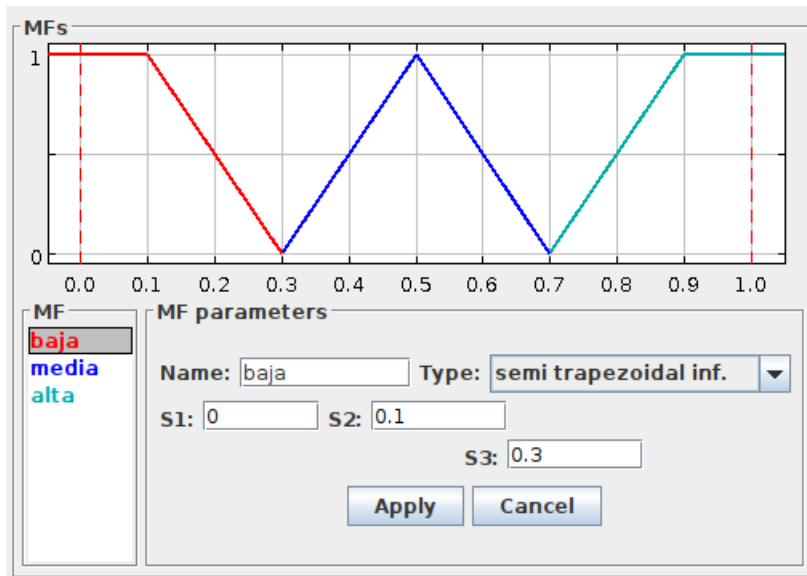 MFs
1
0
0.0 0.1 0.2 0.3 0.4 0.5 0.6 0.7 0.8 0.9 1.0
MF
baja
media
alta
MF parameters
Name: baja Type: semi trapezoidal inf.
S1: 0 S2: 0.1
S3: 0.3
Apply Cancel